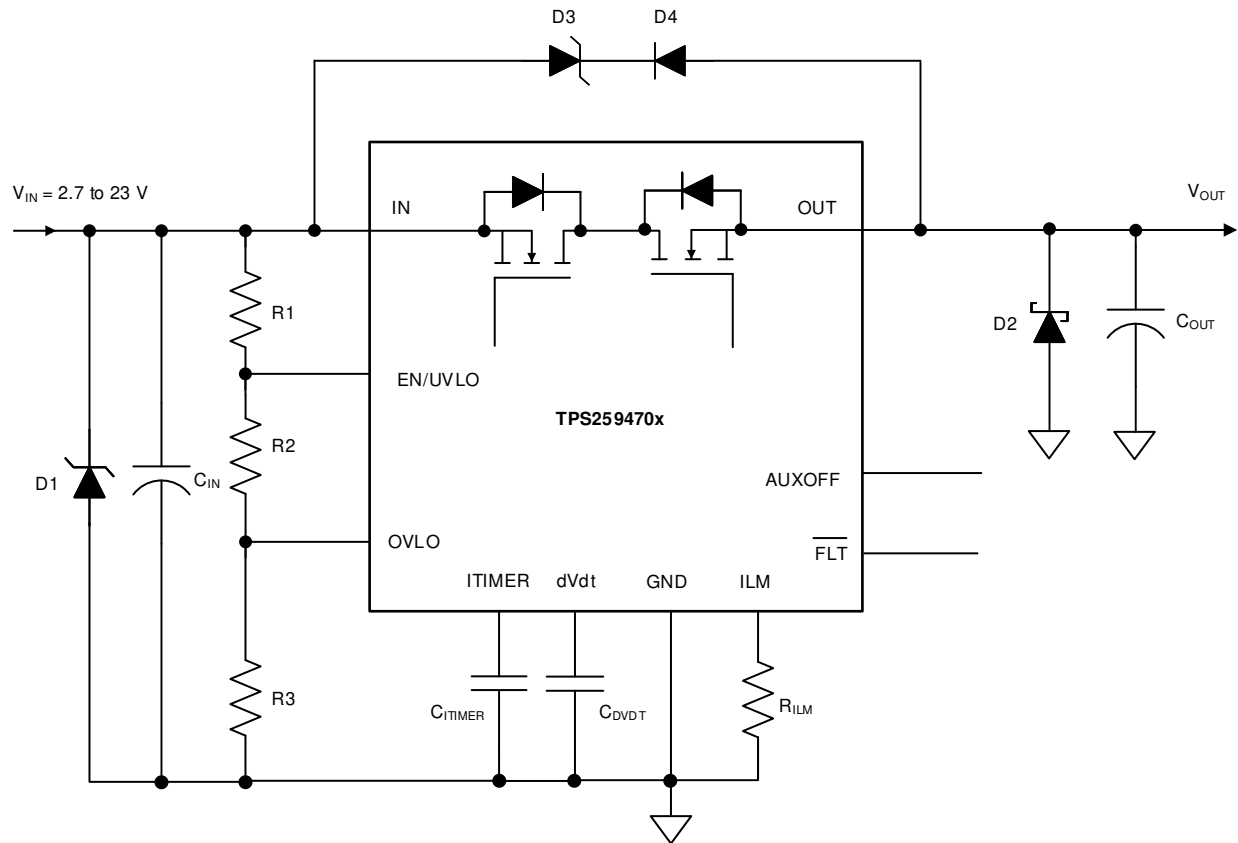 D3
D4
V_IN = 2.7 to 23 V
IN
OUT
V_OUT
R1
D2
C_OUT
EN/UVLO
TPS259470x
R2
D1
C_IN
AUXOFF
OVLO
FLT
ITIMER
dVdt
GND
ILM
R3
C_ITIMER
C_DVDT
R_ILM